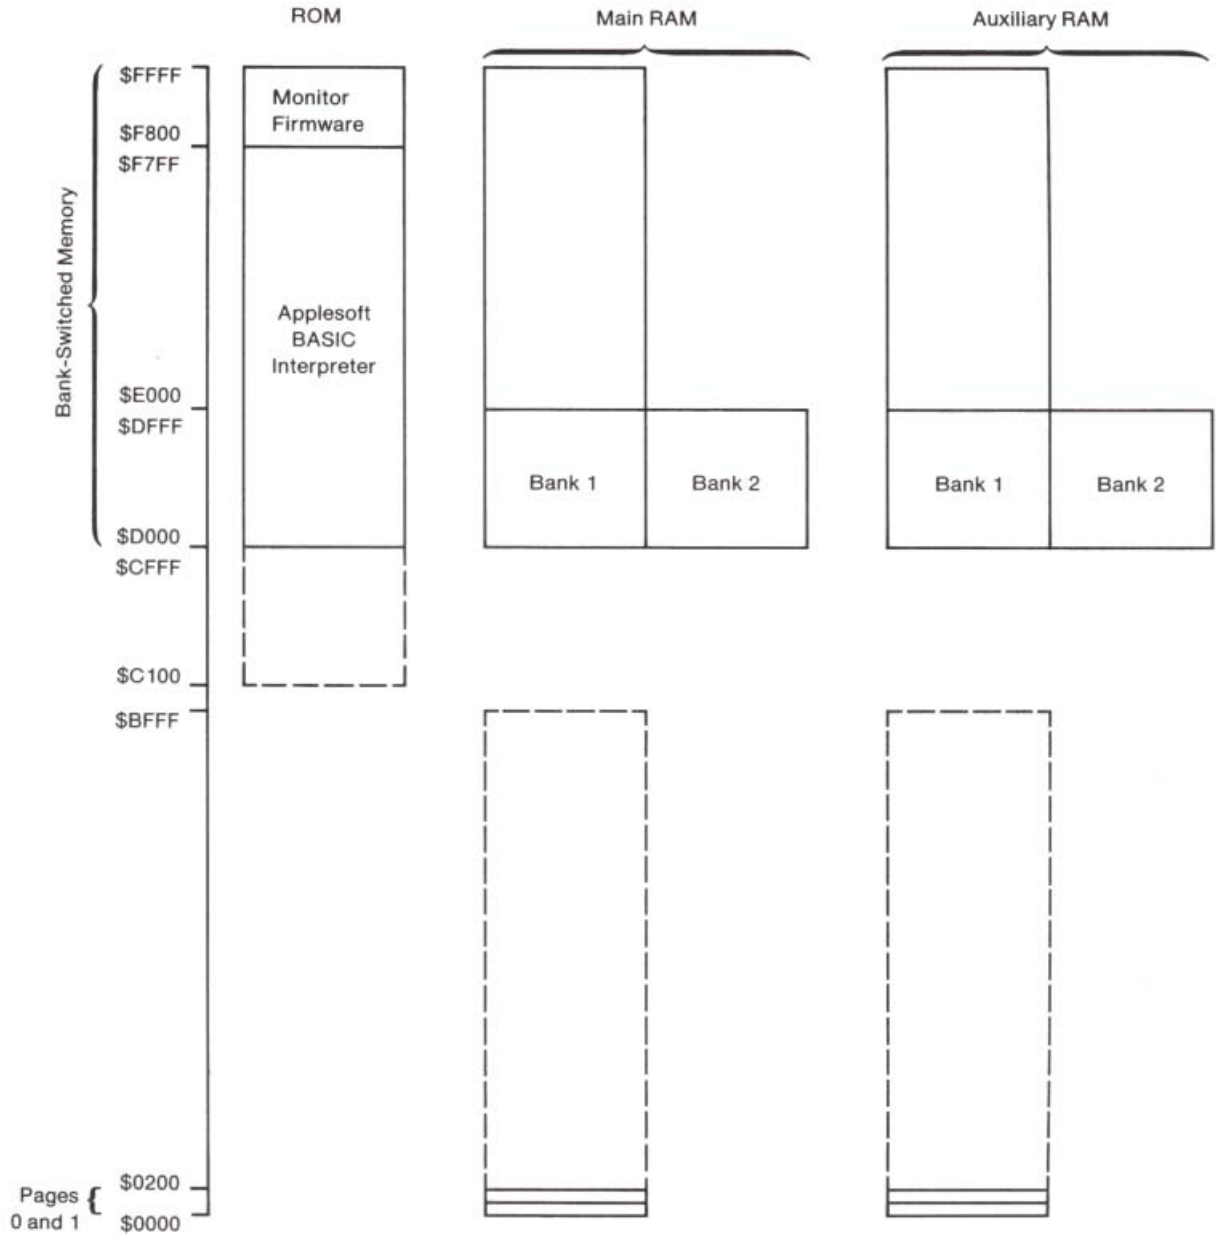 ROM
Main RAM
Auxiliary RAM
$FFFF
Monitor
Firmware
$F800
$F7FF
Bank-Switched Memory
Applesoft
BASIC
Interpreter
$E000
$DFFF
Bank 1
Bank 2
Bank 1
Bank 2
$D000
$CFFF
$C100
$BFFF
$0200
Pages
0 and 1
$0000